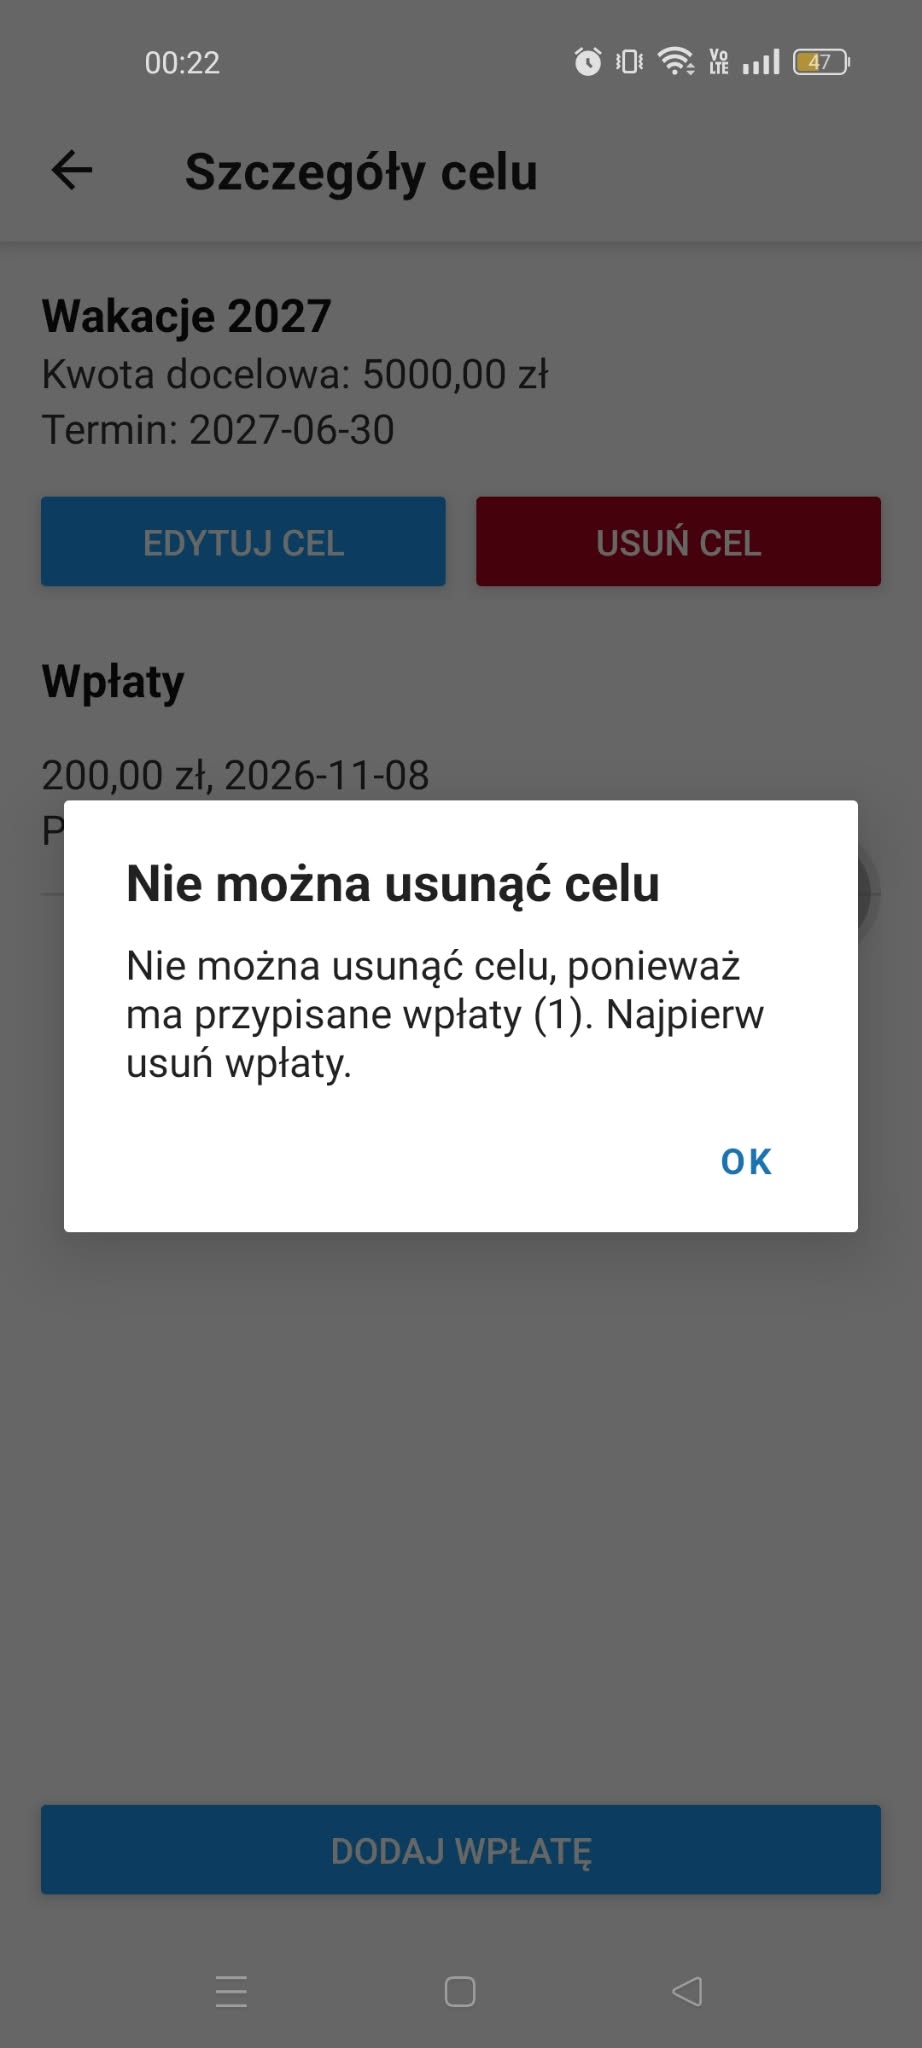 00:22
Vo
LTE
47
Szczegóły celu
Wakacje 2027
Kwota docelowa: 5000,00 zł
Termin: 2027-06-30
EDYTUJ CEL
USUŃ CEL
Wpłaty
200,00 zł, 2026-11-08
Nie można usunąć celu
Nie można usunąć celu, ponieważ
ma przypisane wpłaty (1). Najpierw
usuń wpłaty.
OK
DODAJ WPŁATĘ